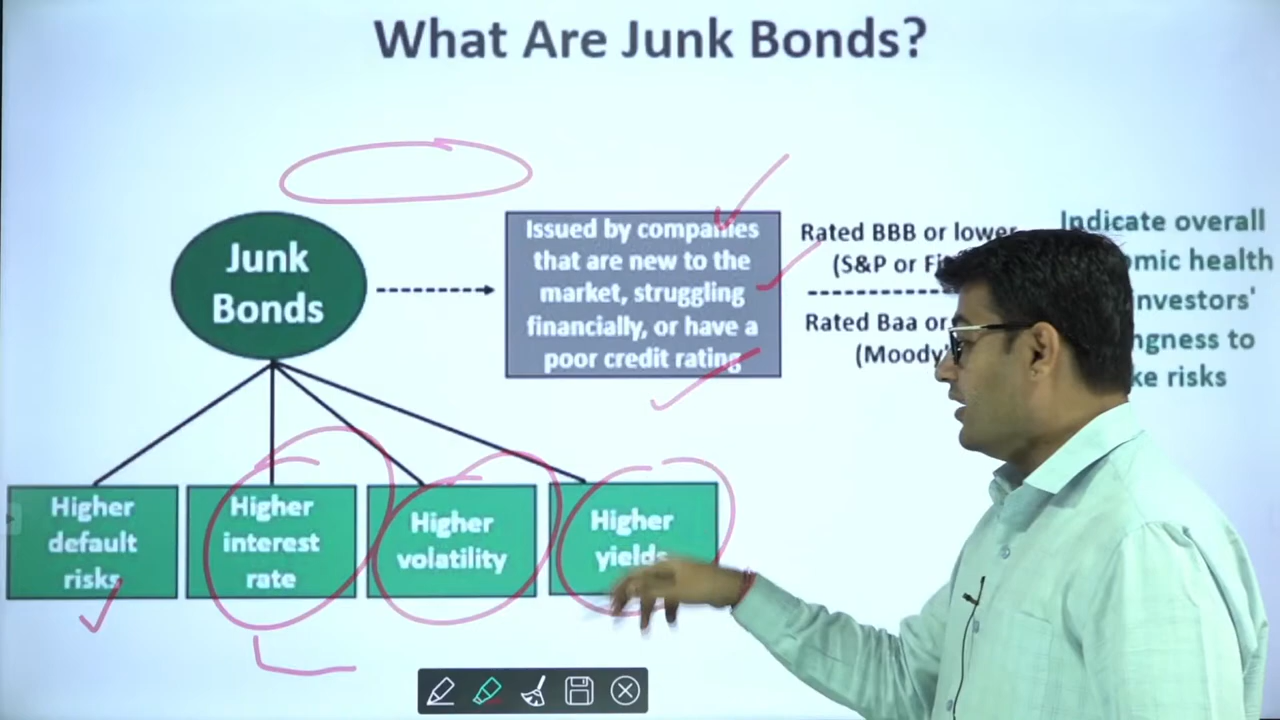 What Are Junk Bonds?
Junk
Bonds
Issued by companies
that are new to the
market, struggling
financially, or have a
poor credit rating
Rated BBB or lower
(S&P or
Rated Baa or
(Moody'
Indicate overall
health
investors'
to
risks
Higher
default
risks
Higher
interest
rate
Higher
volatility
Higher
yields